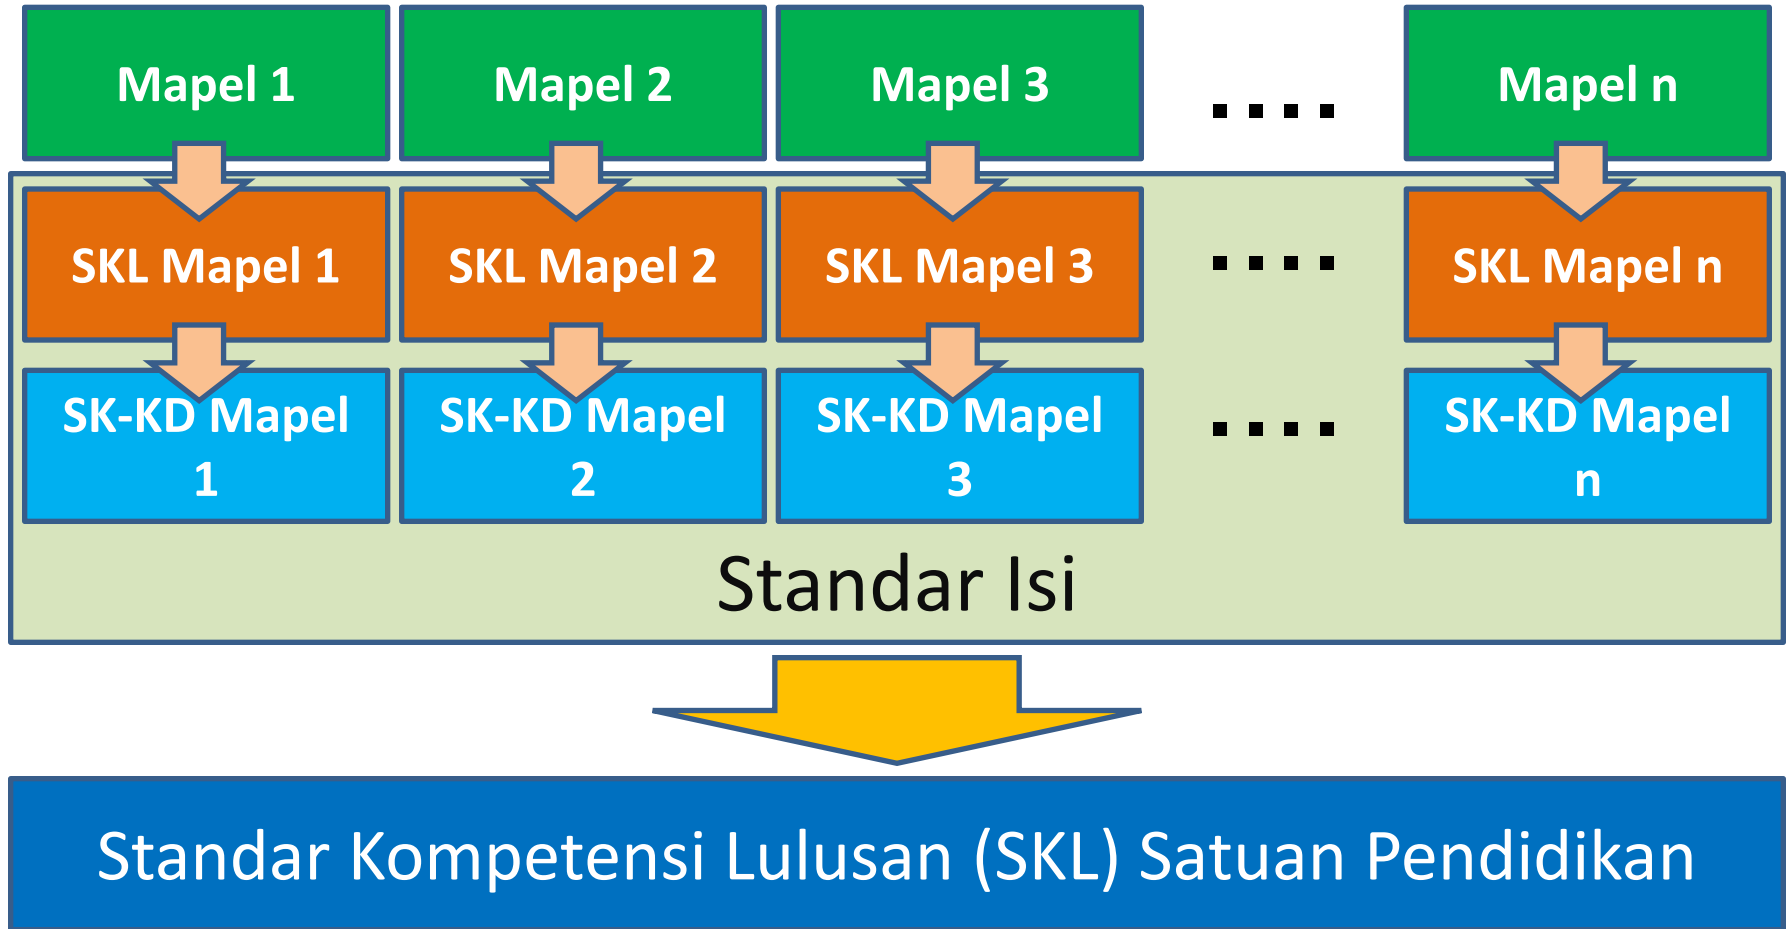 Mapel 1
Mapel 2
Mapel 3
....
Mapel n
SKL Mapel 1
SKL Mapel 2
SKL Mapel 3
....
SKL Mapel n
SK-KD Mapel
1
SK-KD Mapel
2
SK-KD Mapel
3
....
SK-KD Mapel
n
Standar Isi
Standar Kompetensi Lulusan (SKL) Satuan Pendidikan